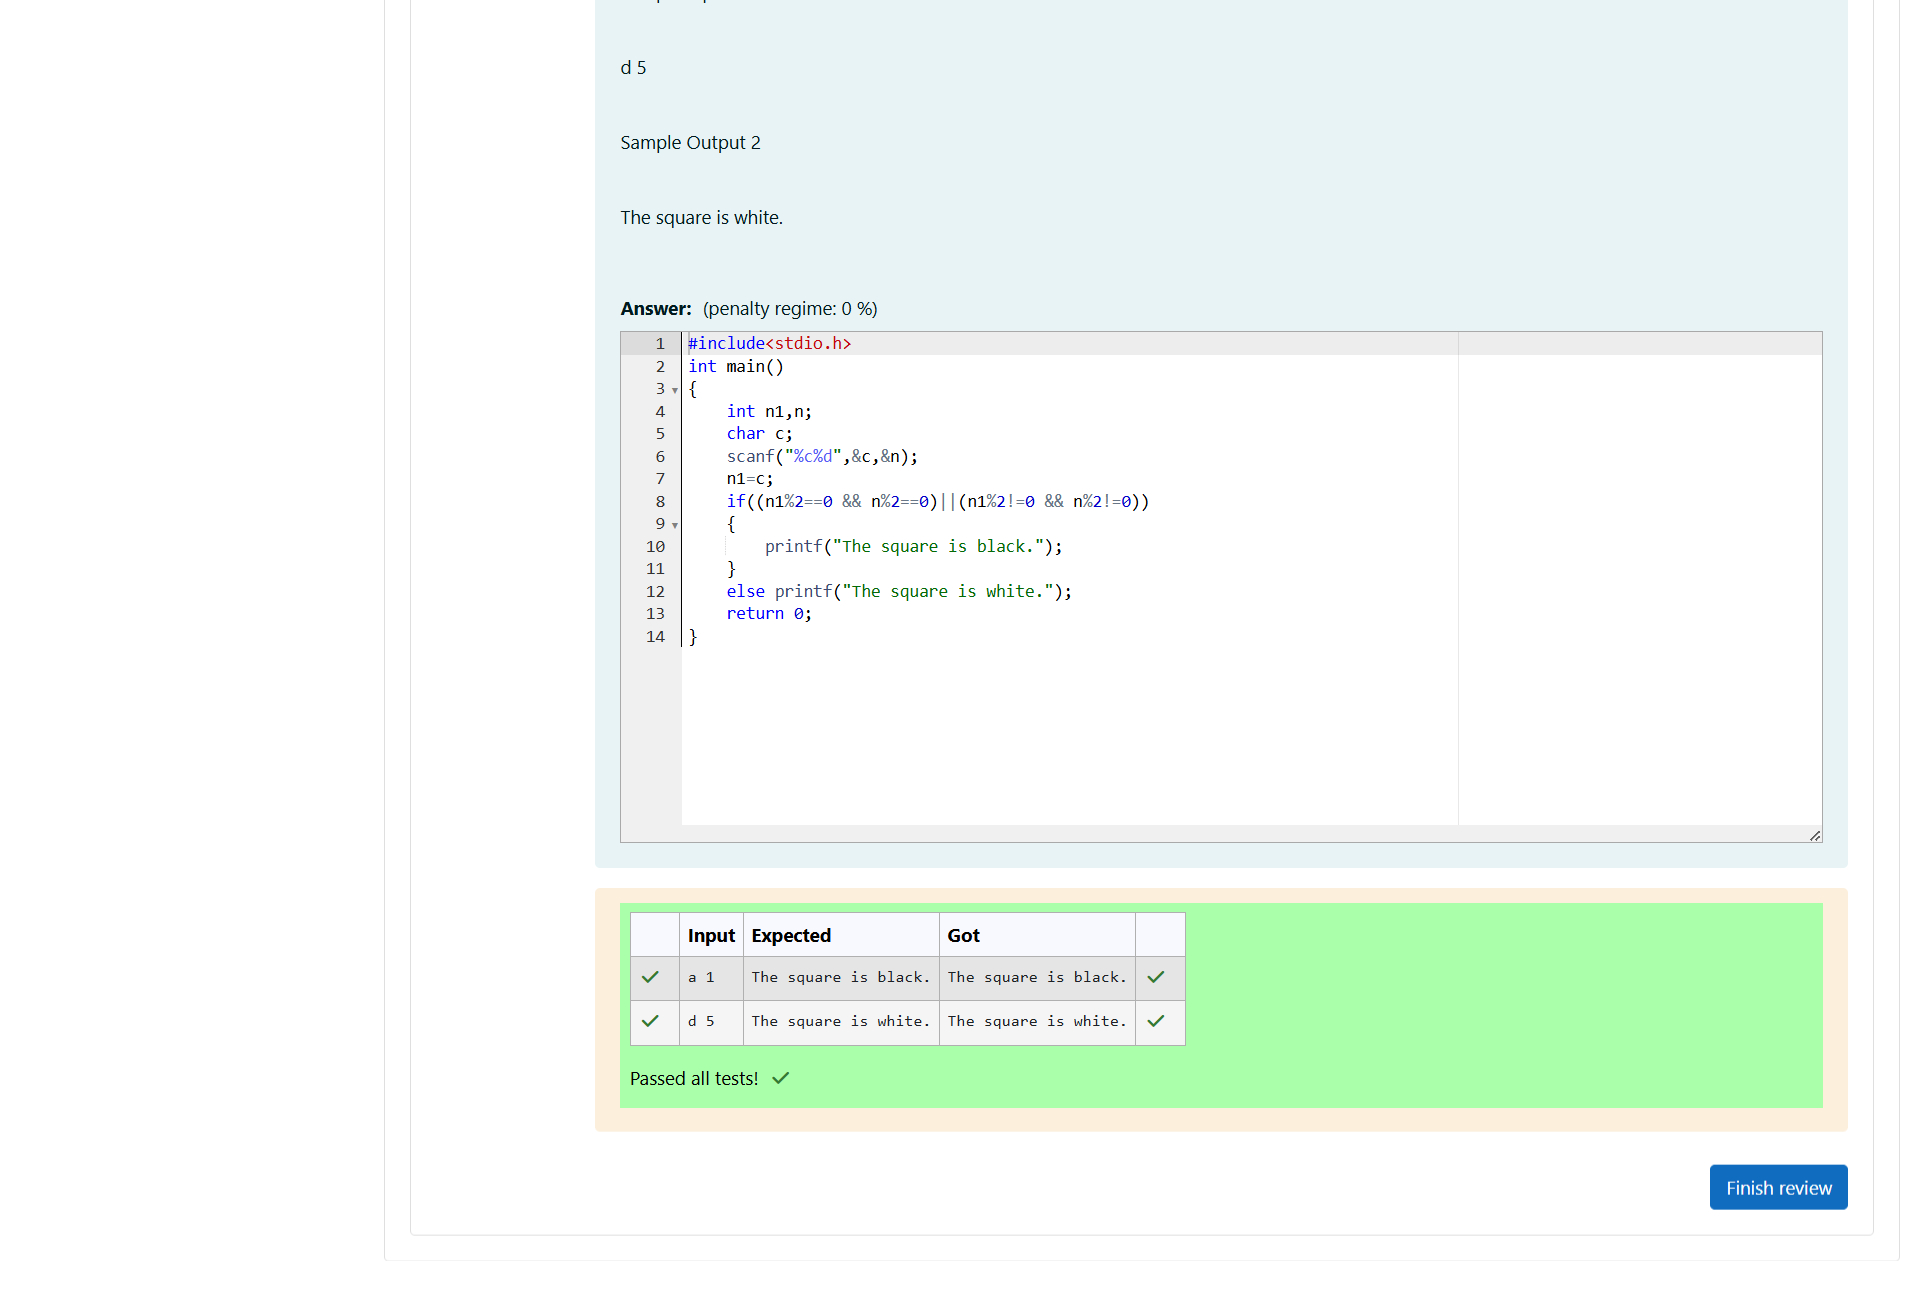 d 5
Sample Output 2
The square is white.
Answer: (penalty regime: 0 %)
1 #include<stdio.h>
2 int main()
3 {
4     int n1,n;
5     char c;
6     scanf("%c%d",&c,&n);
7     n1=c;
8     if((n1%2==0 && n%2==0)||(n1%2!=0 && n%2!=0))
9     {
10         printf("The square is black.");
11     }
12     else printf("The square is white.");
13     return 0;
14 }
Input Expected Got
a 1 The square is black. The square is black.
d 5 The square is white. The square is white.
Passed all tests!
Finish review